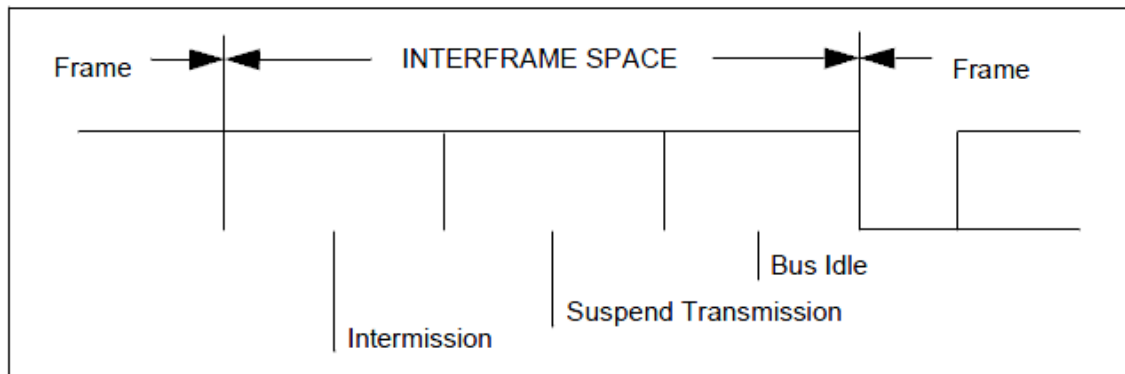 Frame
INTERFRAME SPACE
Frame
Bus Idle
Suspend Transmission
Intermission